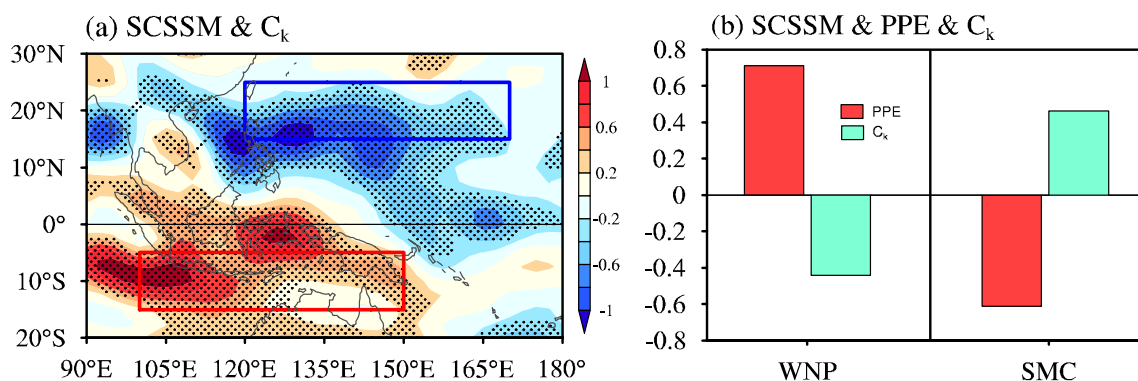 (a) SCSSM & Cₖ
30°N
20°N
10°N
0°
10°S
20°S
90°E 105°E 120°E 135°E 150°E 165°E 180°
1
0.6
0.2
-0.2
-0.6
-1
(b) SCSSM & PPE & Cₖ
0.8
0.6
0.4
0.2
0
-0.2
-0.4
-0.6
-0.8
PPE
Cₖ
WNP SMC